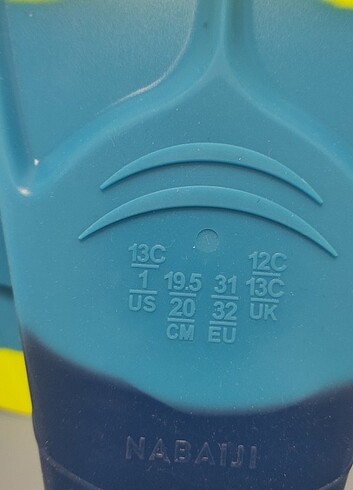 13C 12C
1 19.5 31 13C
US 20 32 UK
CM EU
NABAIJI